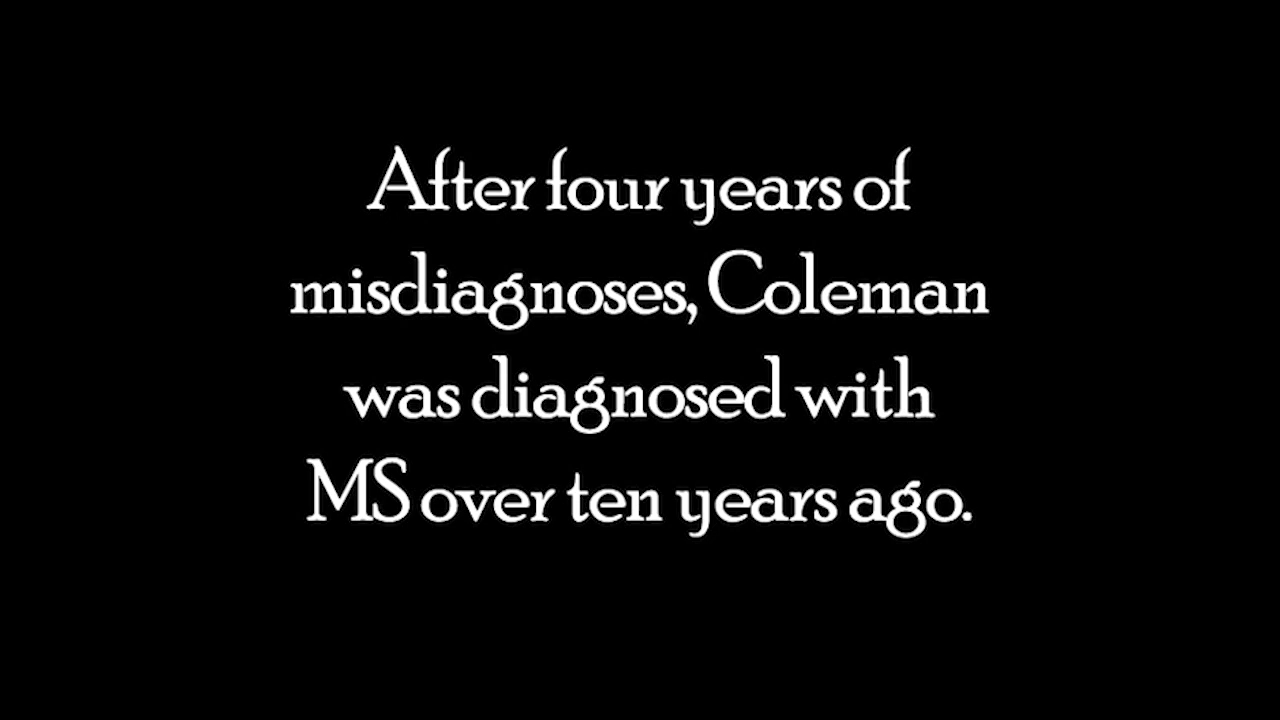 After four years of
misdiagnoses, Coleman
was diagnosed with
MS over ten years ago.